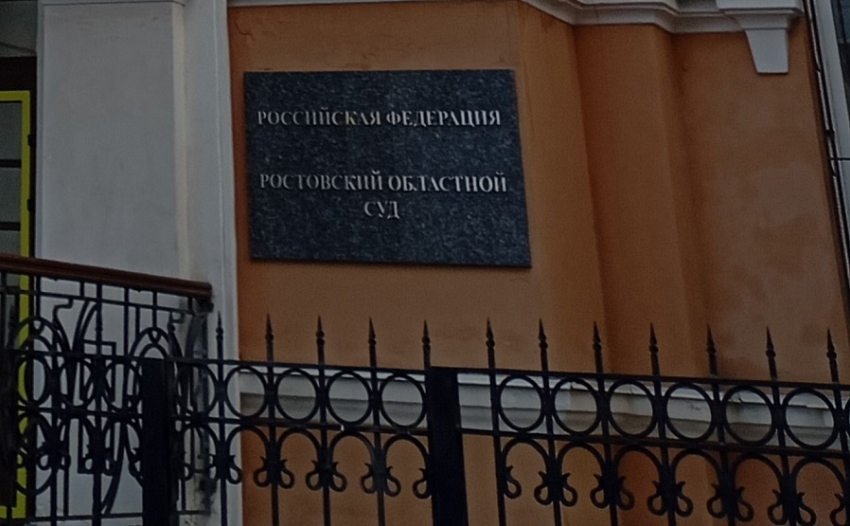 РОССИЙСКАЯ ФЕДЕРАЦИЯ
РОСТОВСКИЙ ОБЛАСТНОЙ
СУД